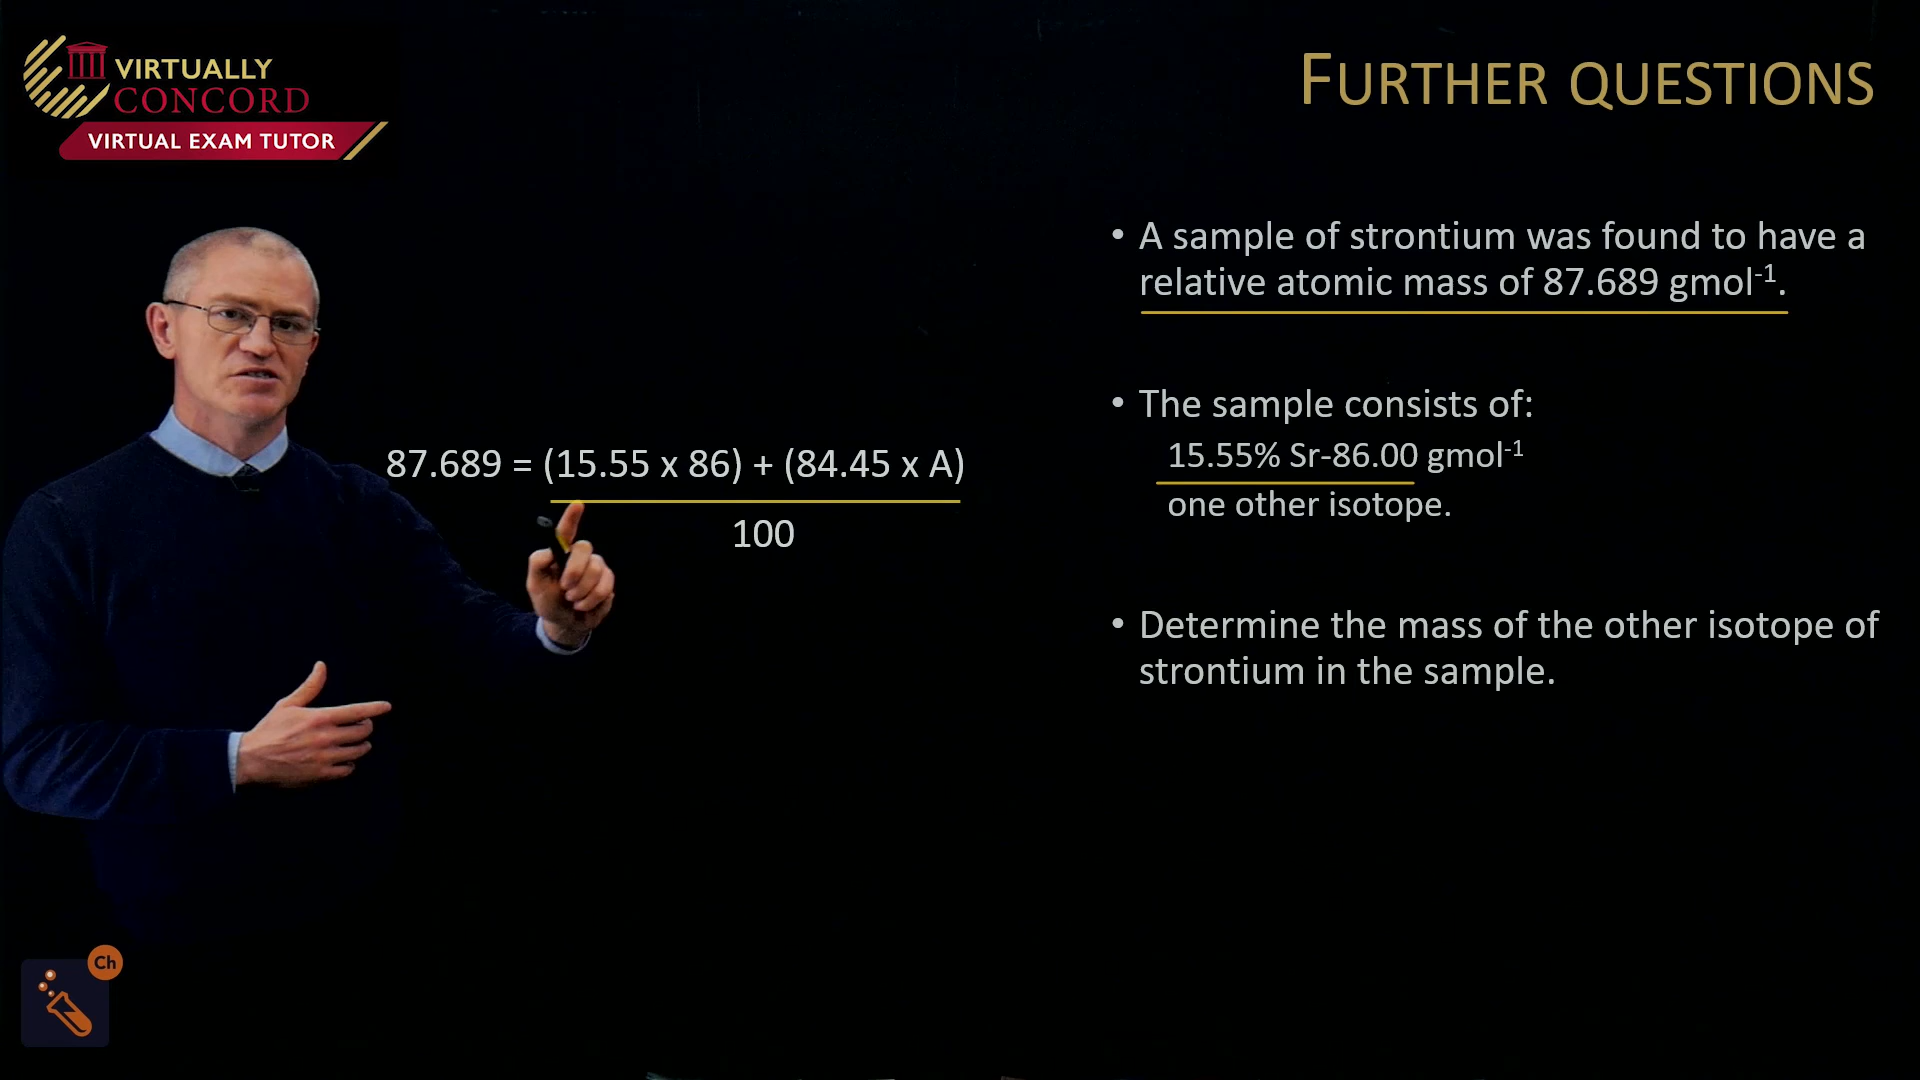 VIRTUALLY
CONCORD
VIRTUAL EXAM TUTOR
FURTHER QUESTIONS
• A sample of strontium was found to have a
relative atomic mass of 87.689 gmol⁻¹.
• The sample consists of:
15.55% Sr-86.00 gmol⁻¹
one other isotope.
• Determine the mass of the other isotope of
strontium in the sample.
87.689 = (15.55 x 86) + (84.45 x A)
100
Ch